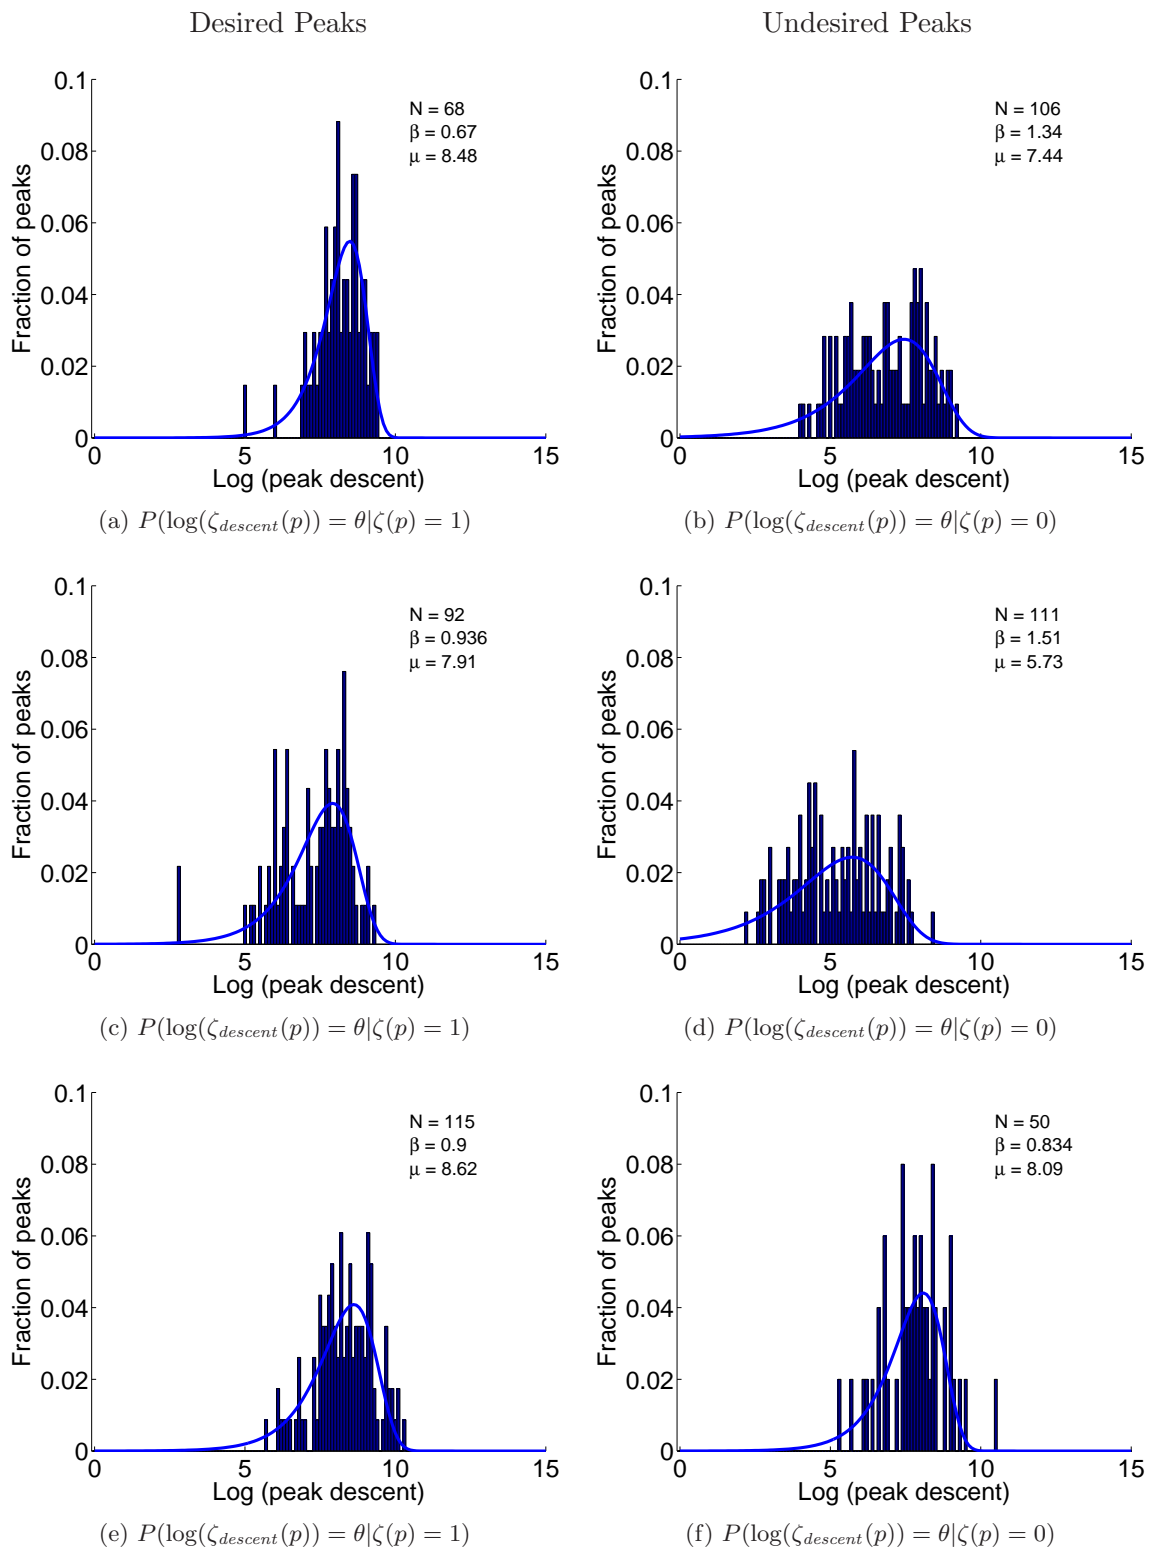 Desired Peaks
Undesired Peaks
0.1
0.08
0.06
0.04
0.02
0
Fraction of peaks
N = 68
β = 0.67
μ = 8.48
0 5 10 15
Log (peak descent)
(a) P(log(ζdescent(p)) = θ|ζ(p) = 1)
0.1
0.08
0.06
0.04
0.02
0
Fraction of peaks
N = 106
β = 1.34
μ = 7.44
0 5 10 15
Log (peak descent)
(b) P(log(ζdescent(p)) = θ|ζ(p) = 0)
0.1
0.08
0.06
0.04
0.02
0
Fraction of peaks
N = 92
β = 0.936
μ = 7.91
0 5 10 15
Log (peak descent)
(c) P(log(ζdescent(p)) = θ|ζ(p) = 1)
0.1
0.08
0.06
0.04
0.02
0
Fraction of peaks
N = 111
β = 1.51
μ = 5.73
0 5 10 15
Log (peak descent)
(d) P(log(ζdescent(p)) = θ|ζ(p) = 0)
0.1
0.08
0.06
0.04
0.02
0
Fraction of peaks
N = 115
β = 0.9
μ = 8.62
0 5 10 15
Log (peak descent)
(e) P(log(ζdescent(p)) = θ|ζ(p) = 1)
0.1
0.08
0.06
0.04
0.02
0
Fraction of peaks
N = 50
β = 0.834
μ = 8.09
0 5 10 15
Log (peak descent)
(f) P(log(ζdescent(p)) = θ|ζ(p) = 0)